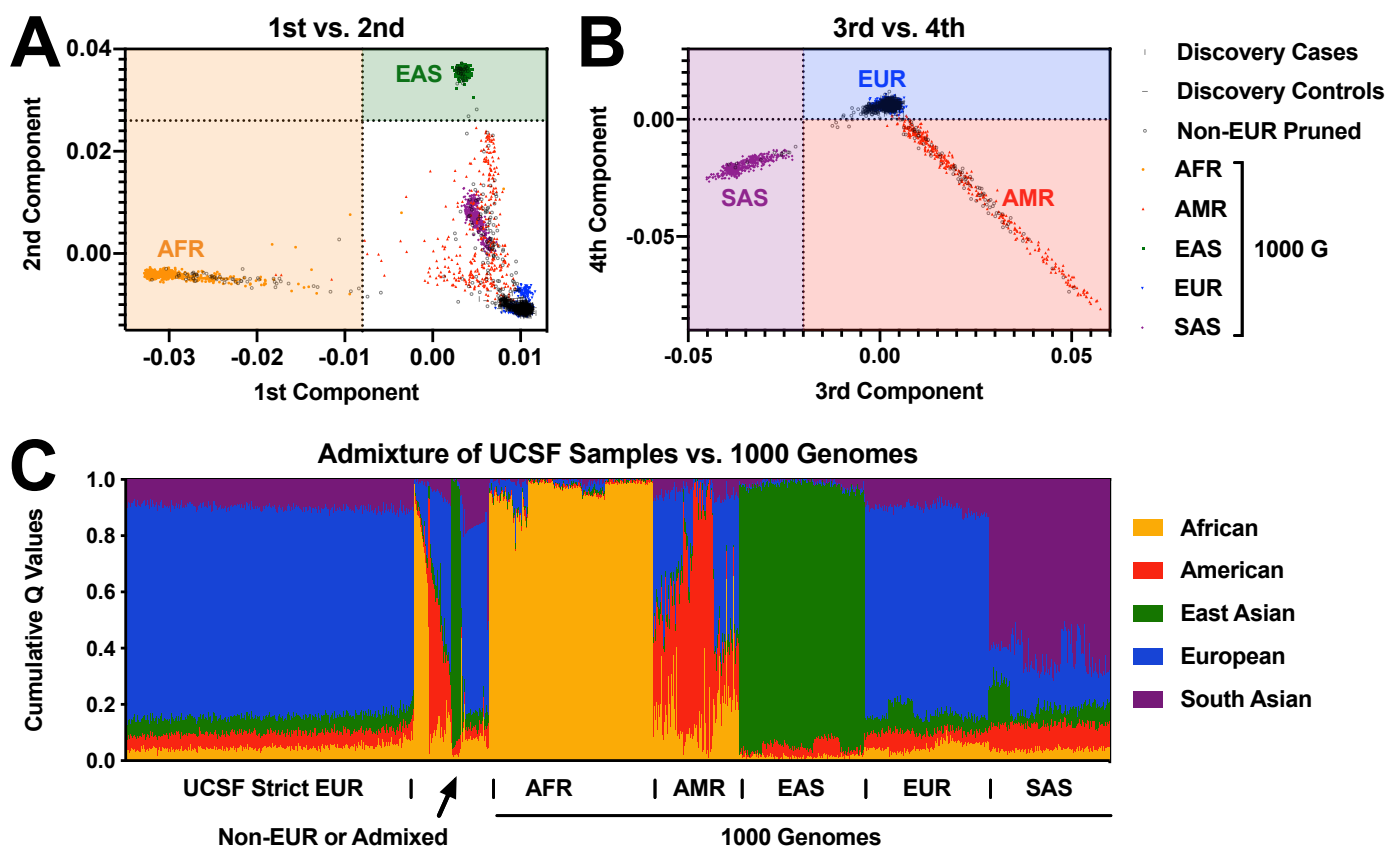 A
1st vs. 2nd
0.04
0.02
0.00
2nd Component
EAS
AFR
-0.03
-0.02
-0.01
0.00
0.01
1st Component
B
3rd vs. 4th
0.00
-0.05
4th Component
EUR
SAS
AMR
-0.05
0.00
0.05
3rd Component
Discovery Cases
Discovery Controls
Non-EUR Pruned
AFR
AMR
EAS
EUR
SAS
1000 G
C
Admixture of UCSF Samples vs. 1000 Genomes
1.0
0.8
0.6
0.4
0.2
0.0
Cumulative Q Values
African
American
East Asian
European
South Asian
UCSF Strict EUR | | AFR | AMR | EAS | EUR | SAS
Non-EUR or Admixed
1000 Genomes